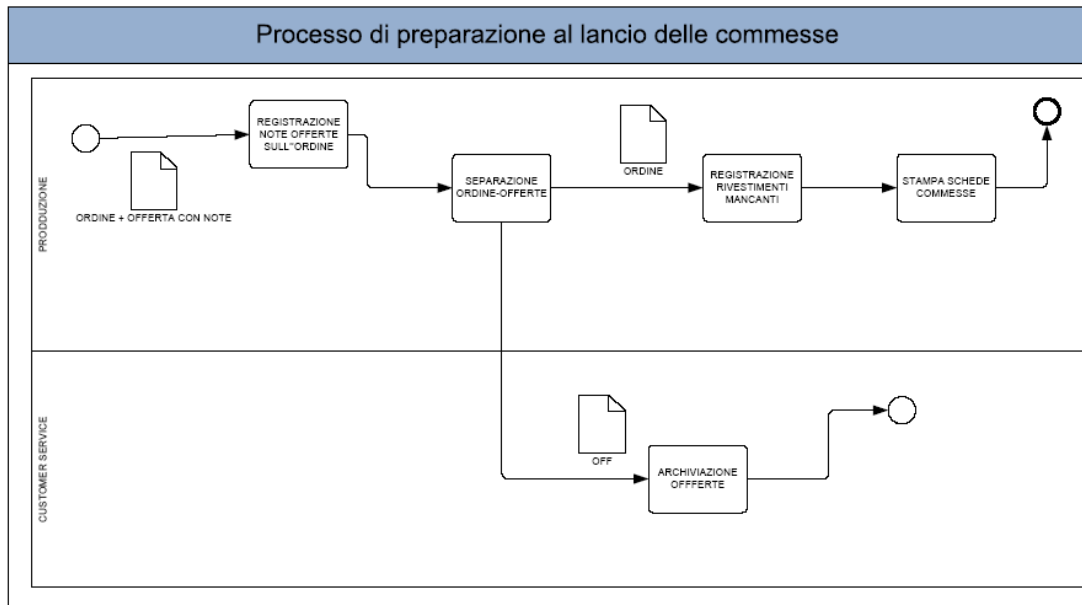 Processo di preparazione al lancio delle commesse
PRODDUZIONE
REGISTRAZIONE
NOTE OFFERTE
SULL"ORDINE
ORDINE + OFFERTA CON NOTE
SEPARAZIONE
ORDINE-OFFERTE
ORDINE
REGISTRAZIONE
RIVESTIMENTI
MANCANTI
STAMPA SCHEDE
COMMESSE
CUSTOMER SERVICE
OFF
ARCHIVIAZIONE
OFFFERTE